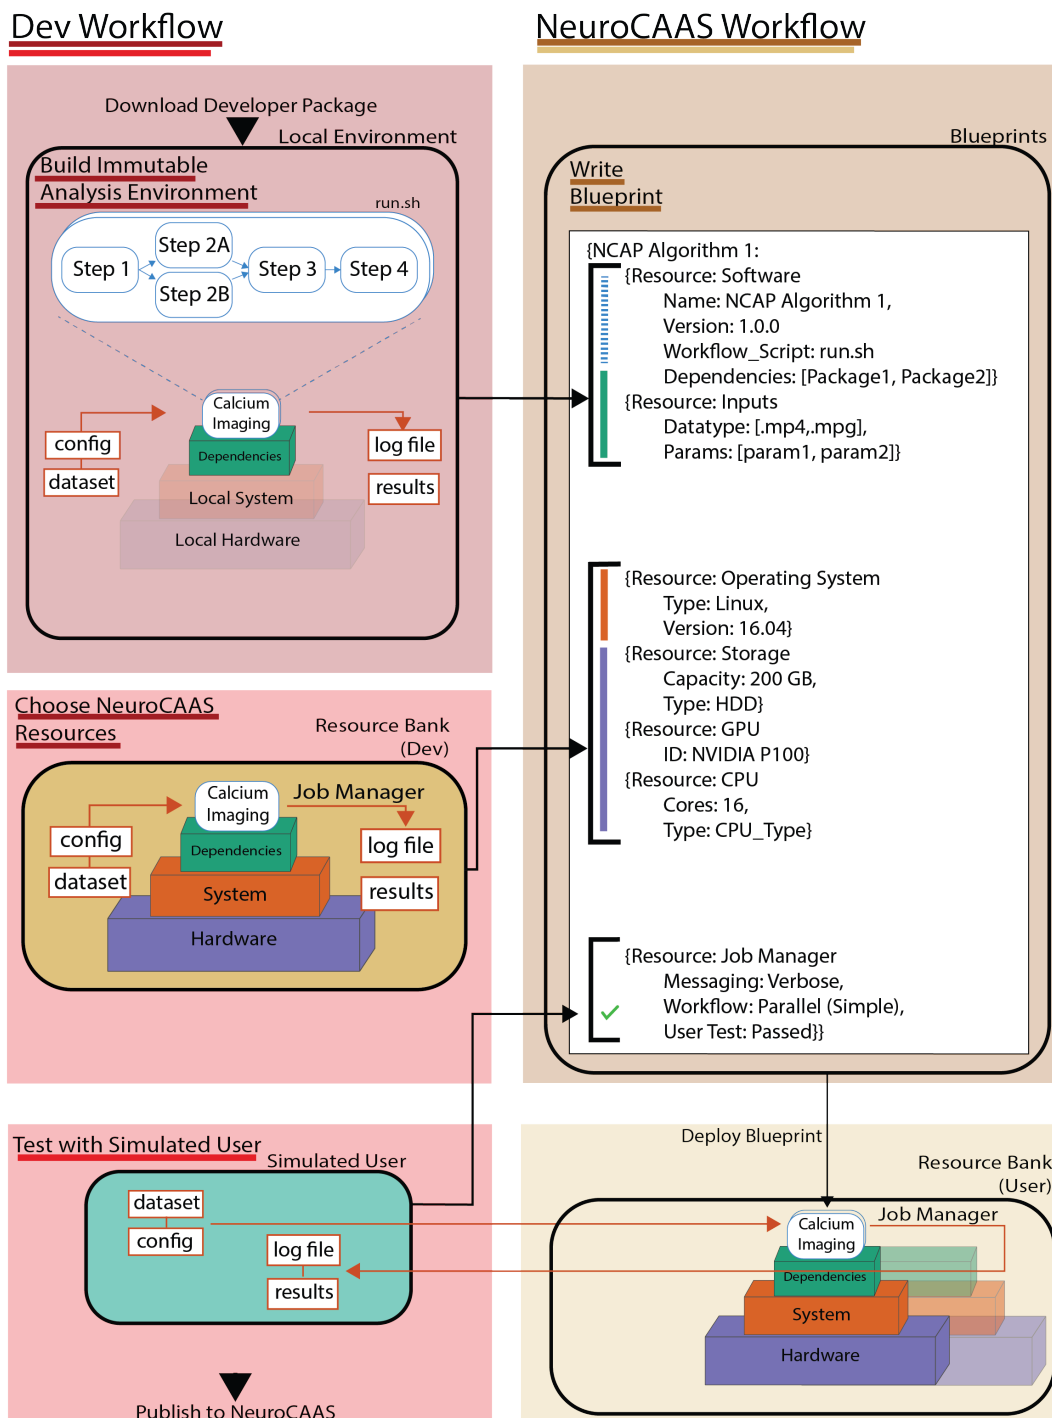 Dev Workflow
Download Developer Package
Local Environment
Build Immutable
Analysis Environment
run.sh
Step 1
Step 2A
Step 2B
Step 3
Step 4
Calcium
Imaging
Dependencies
Local System
Local Hardware
config
dataset
log file
results
Choose NeuroCAAS
Resources
Resource Bank
(Dev)
Job Manager
Calcium
Imaging
Dependencies
System
Hardware
config
dataset
log file
results
Test with Simulated User
Simulated User
dataset
config
log file
results
Publish to NeuroCAAS
NeuroCAAS Workflow
Blueprints
Write
Blueprint
{NCAP Algorithm 1:
{Resource: Software
Name: NCAP Algorithm 1,
Version: 1.0.0
Workflow_Script: run.sh
Dependencies: [Package1, Package2]}
{Resource: Inputs
Datatype: [.mp4,.mpg],
Params: [param1, param2]}
{Resource: Operating System
Type: Linux,
Version: 16.04}
{Resource: Storage
Capacity: 200 GB,
Type: HDD}
{Resource: GPU
ID: NVIDIA P100}
{Resource: CPU
Cores: 16,
Type: CPU_Type}
{Resource: Job Manager
Messaging: Verbose,
Workflow: Parallel (Simple),
User Test: Passed}}
Deploy Blueprint
Resource Bank
(User)
Job Manager
Calcium
Imaging
Dependencies
System
Hardware